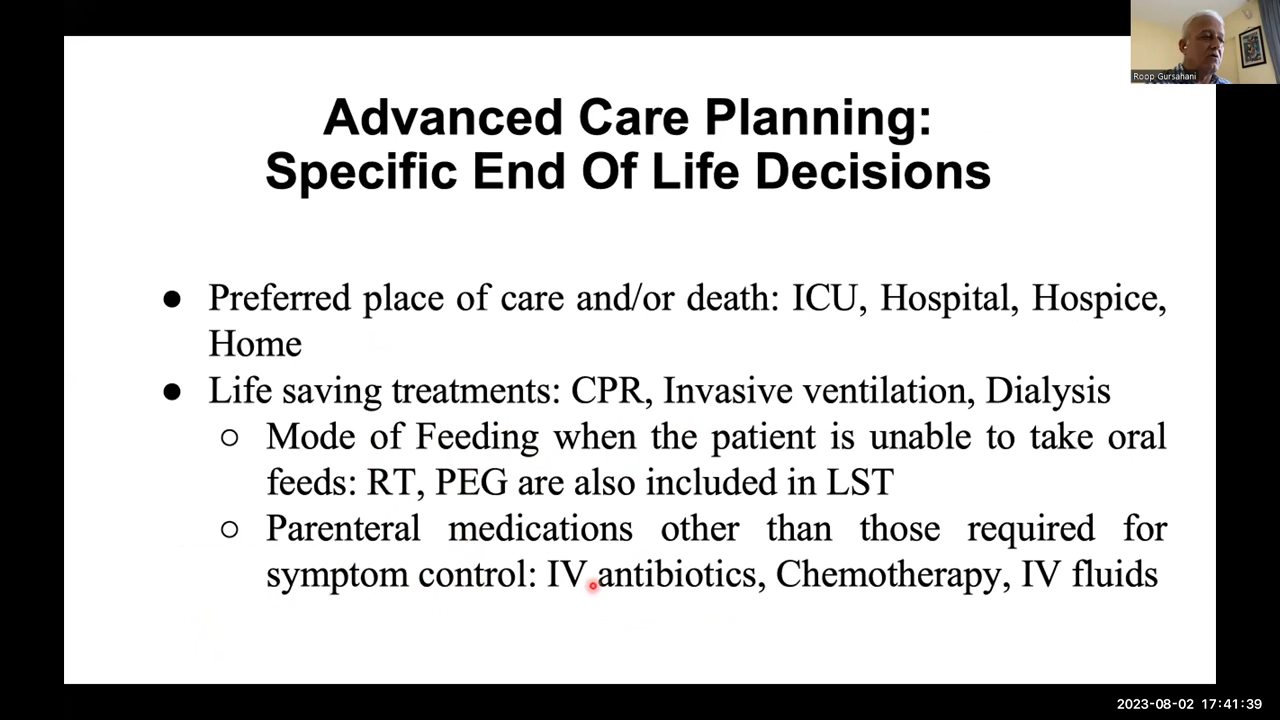 Roop Gursahani
Advanced Care Planning:
Specific End Of Life Decisions
● Preferred place of care and/or death: ICU, Hospital, Hospice,
Home
● Life saving treatments: CPR, Invasive ventilation, Dialysis
○ Mode of Feeding when the patient is unable to take oral
feeds: RT, PEG are also included in LST
○ Parenteral medications other than those required for
symptom control: IV antibiotics, Chemotherapy, IV fluids
2023-08-02 17:41:39